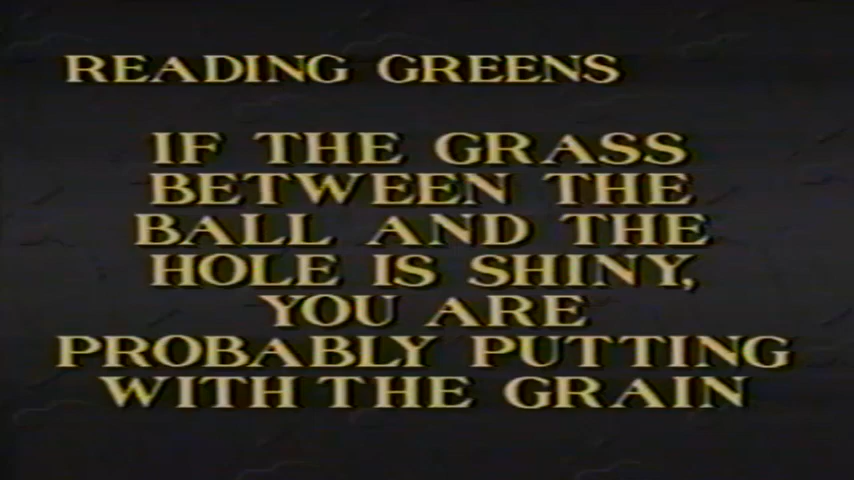 READING GREENS
IF THE GRASS
BETWEEN THE
BALL AND THE
HOLE IS SHINY,
YOU ARE
PROBABLY PUTTING
WITH THE GRAIN